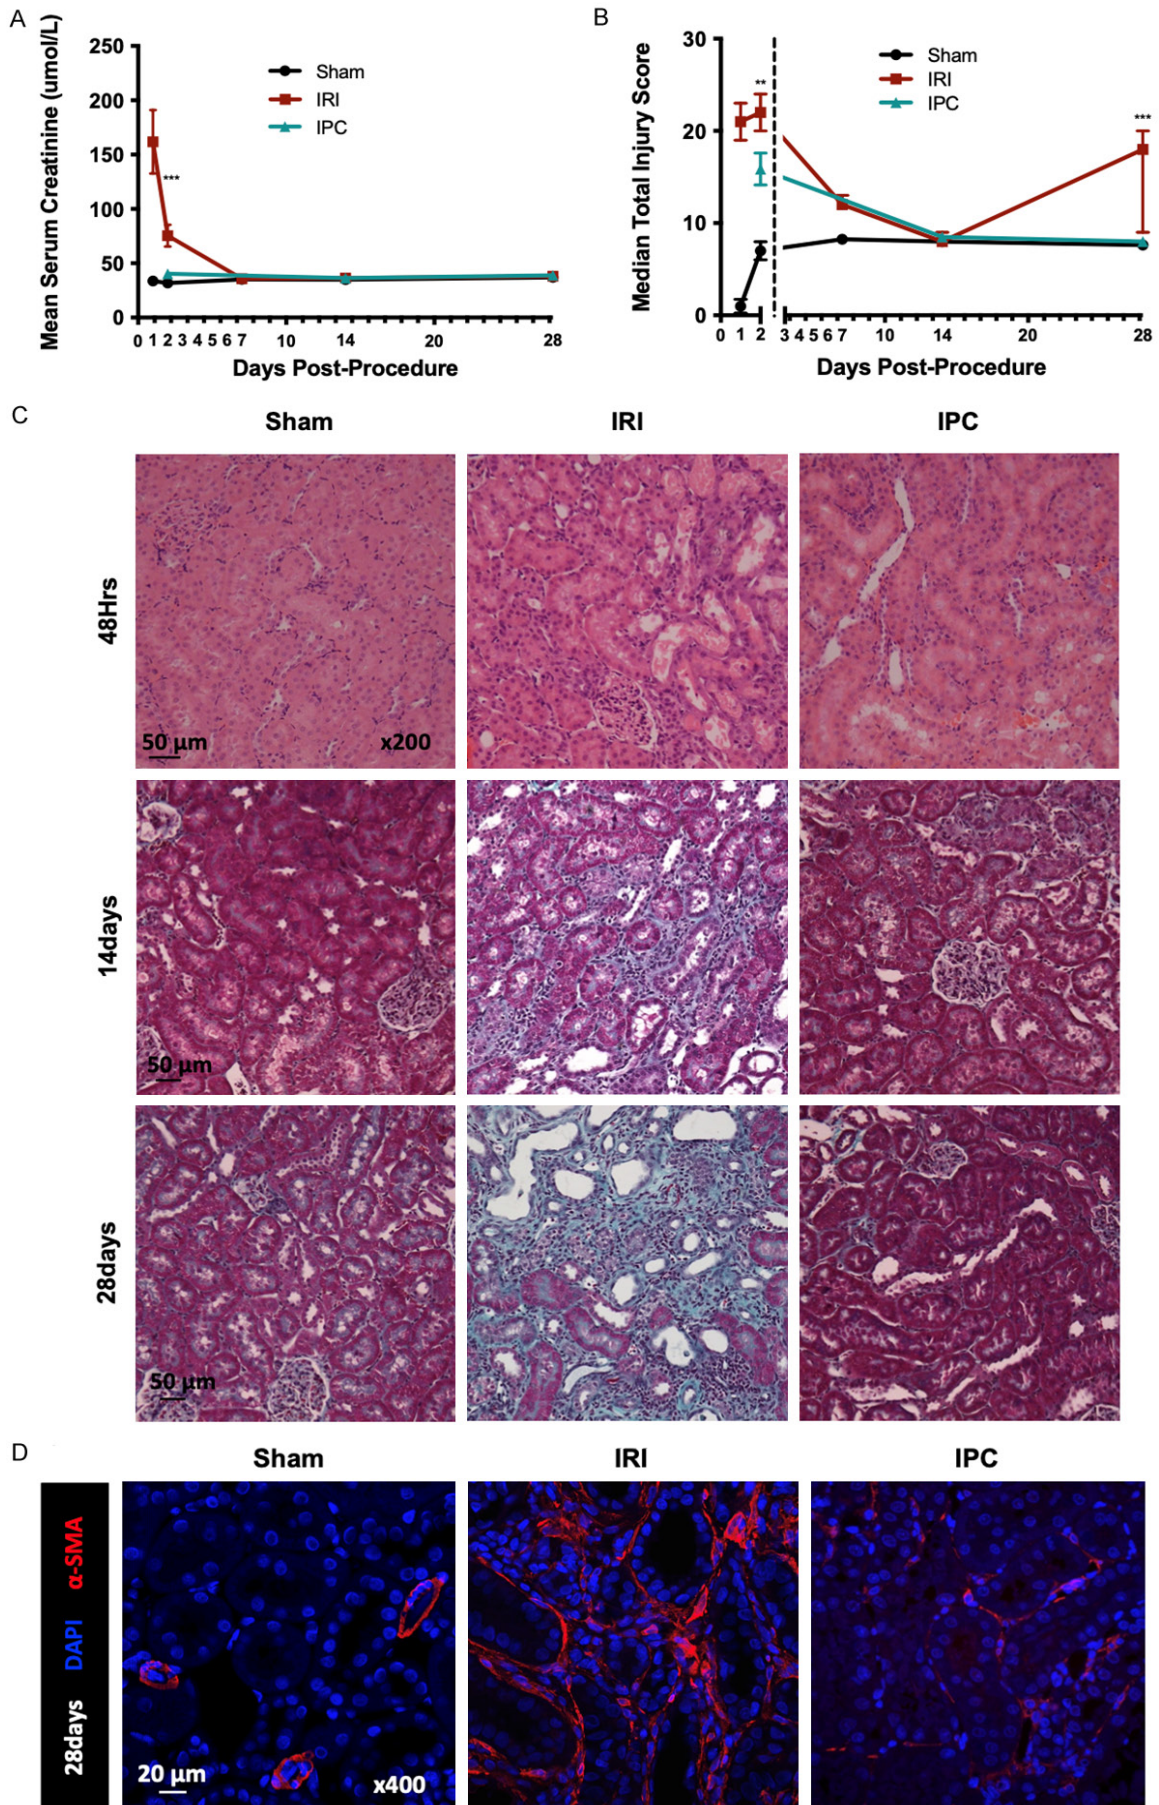 A
Mean Serum Creatinine (umol/L)
250
200
150
100
50
0
Sham
IRI
IPC
***
0 1 2 3 4 5 6 7 10 14 20 28
Days Post-Procedure
B
Median Total Injury Score
30
20
10
0
Sham
IRI
IPC
**
***
0 1 2 3 4 5 6 7 10 14 20 28
Days Post-Procedure
C
Sham IRI IPC
48Hrs
50 μm x200
14days
50 μm
28days
50 μm
D
Sham IRI IPC
28days DAPI α-SMA
20 μm x400